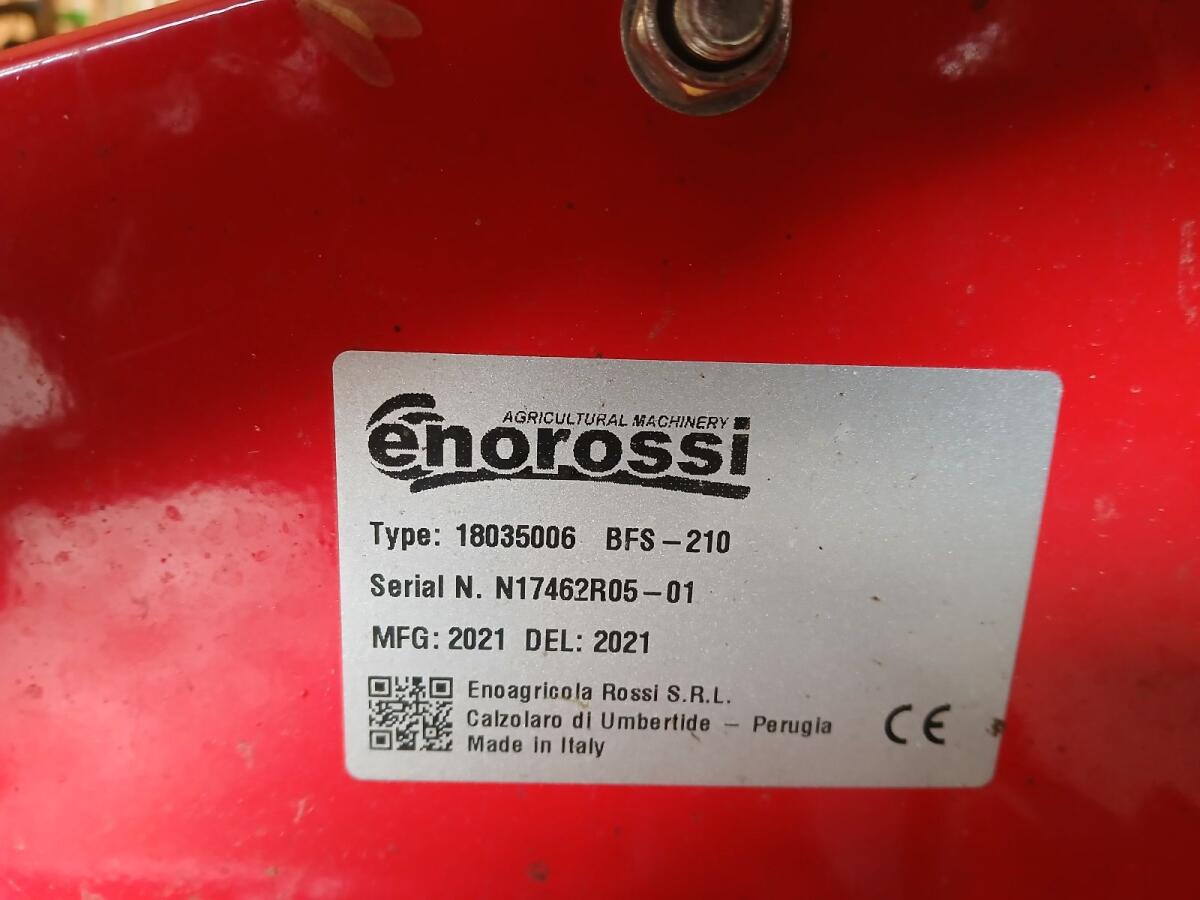 AGRICULTURAL MACHINERY
enorossi
Type: 18035006 BFS-210
Serial N. N17462R05-01
MFG: 2021 DEL: 2021
Enoagricola Rossi S.R.L.
Calzolaro di Umbertide - Perugia
Made in Italy
CE